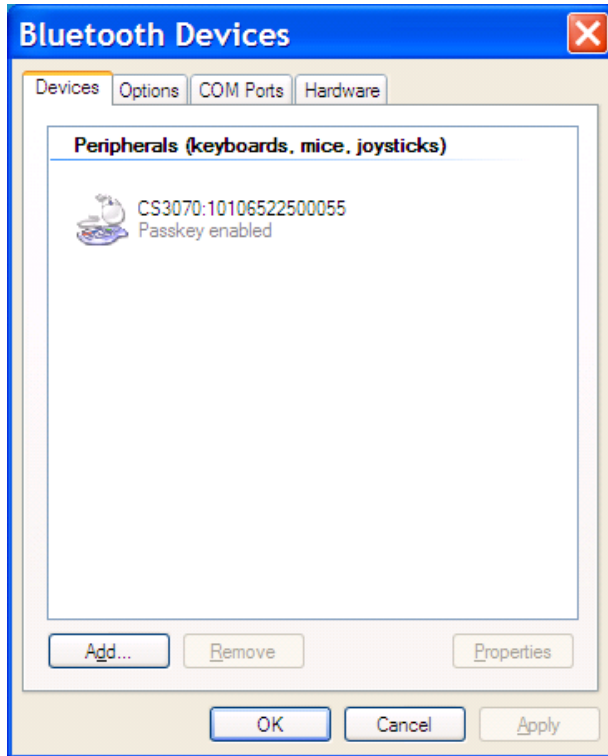 Bluetooth Devices
Devices Options COM Ports Hardware
Peripherals (keyboards, mice, joysticks)
CS3070:10106522500055
Passkey enabled
Add... Remove Properties
OK Cancel Apply